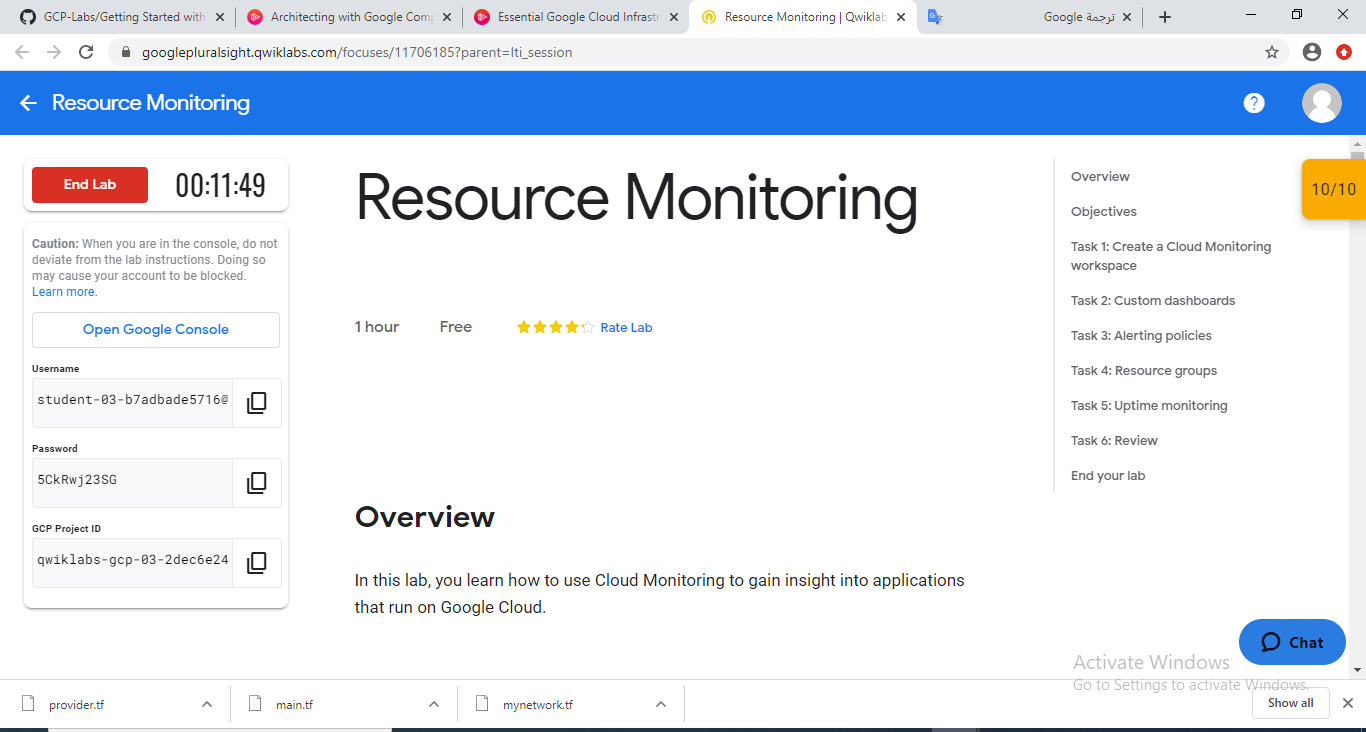 GCP-Labs/Getting Started with
Architecting with Google Comp
Essential Google Cloud Infrastr
Resource Monitoring | Qwiklab
ترجمة Google
googlepluralsight.qwiklabs.com/focuses/11706185?parent=lti_session
Resource Monitoring
End Lab
00:11:49
Caution: When you are in the console, do not
deviate from the lab instructions. Doing so
may cause your account to be blocked.
Learn more.
Open Google Console
Username
student-03-b7adbade5716@
Password
5CkRwj23SG
GCP Project ID
qwiklabs-gcp-03-2dec6e24
Resource Monitoring
1 hour
Free
Rate Lab
Overview
In this lab, you learn how to use Cloud Monitoring to gain insight into applications
that run on Google Cloud.
Overview
Objectives
Task 1: Create a Cloud Monitoring
workspace
Task 2: Custom dashboards
Task 3: Alerting policies
Task 4: Resource groups
Task 5: Uptime monitoring
Task 6: Review
End your lab
10/10
Chat
Activate Windows
Go to Settings to activate Windows.
provider.tf
main.tf
mynetwork.tf
Show all